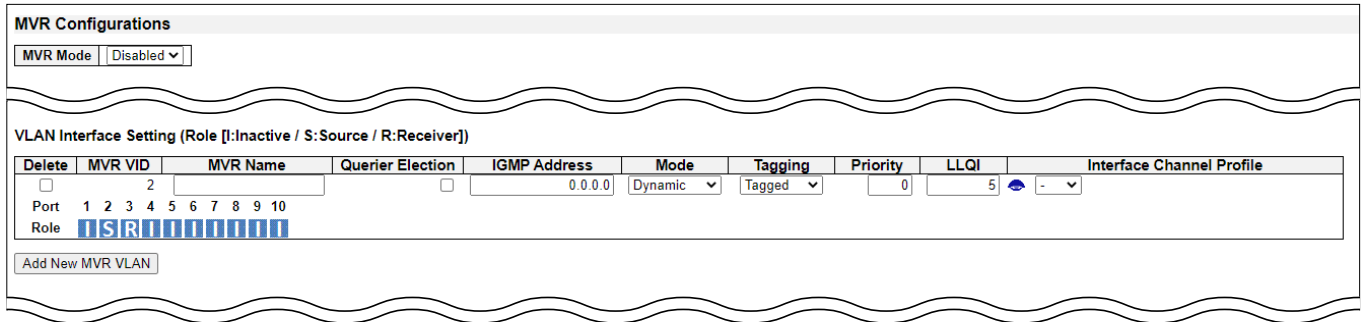 MVR Configurations
MVR Mode Disabled
VLAN Interface Setting (Role [I:Inactive / S:Source / R:Receiver])
Delete MVR VID MVR Name Querier Election IGMP Address Mode Tagging Priority LLQI Interface Channel Profile
2 0.0.0.0 Dynamic Tagged 0 5 -
Port 1 2 3 4 5 6 7 8 9 10
Role I S R I I I I I I I
Add New MVR VLAN